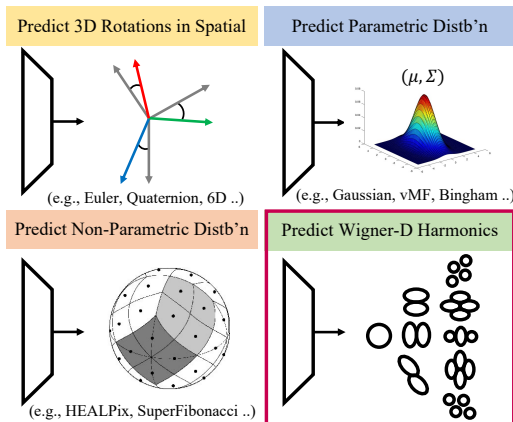 Predict 3D Rotations in Spatial
(e.g., Euler, Quaternion, 6D ..)
Predict Parametric Distb'n
(μ, Σ)
(e.g., Gaussian, vMF, Bingham ..)
Predict Non-Parametric Distb'n
(e.g., HEALPix, SuperFibonacci ..)
Predict Wigner-D Harmonics